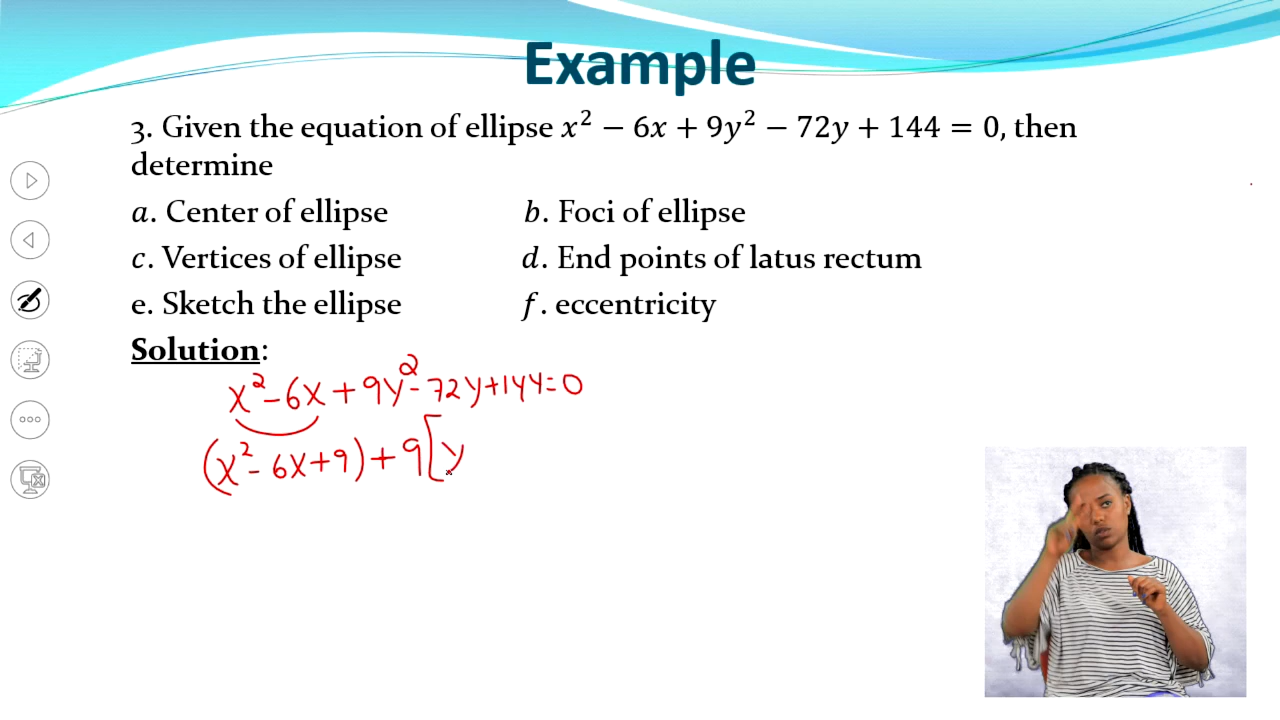 Example
3. Given the equation of ellipse x² − 6x + 9y² − 72y + 144 = 0, then
determine
a. Center of ellipse b. Foci of ellipse
c. Vertices of ellipse d. End points of latus rectum
e. Sketch the ellipse f. eccentricity
Solution:
x² - 6x + 9y² - 72y + 144 = 0
(x² - 6x + 9) + 9[y